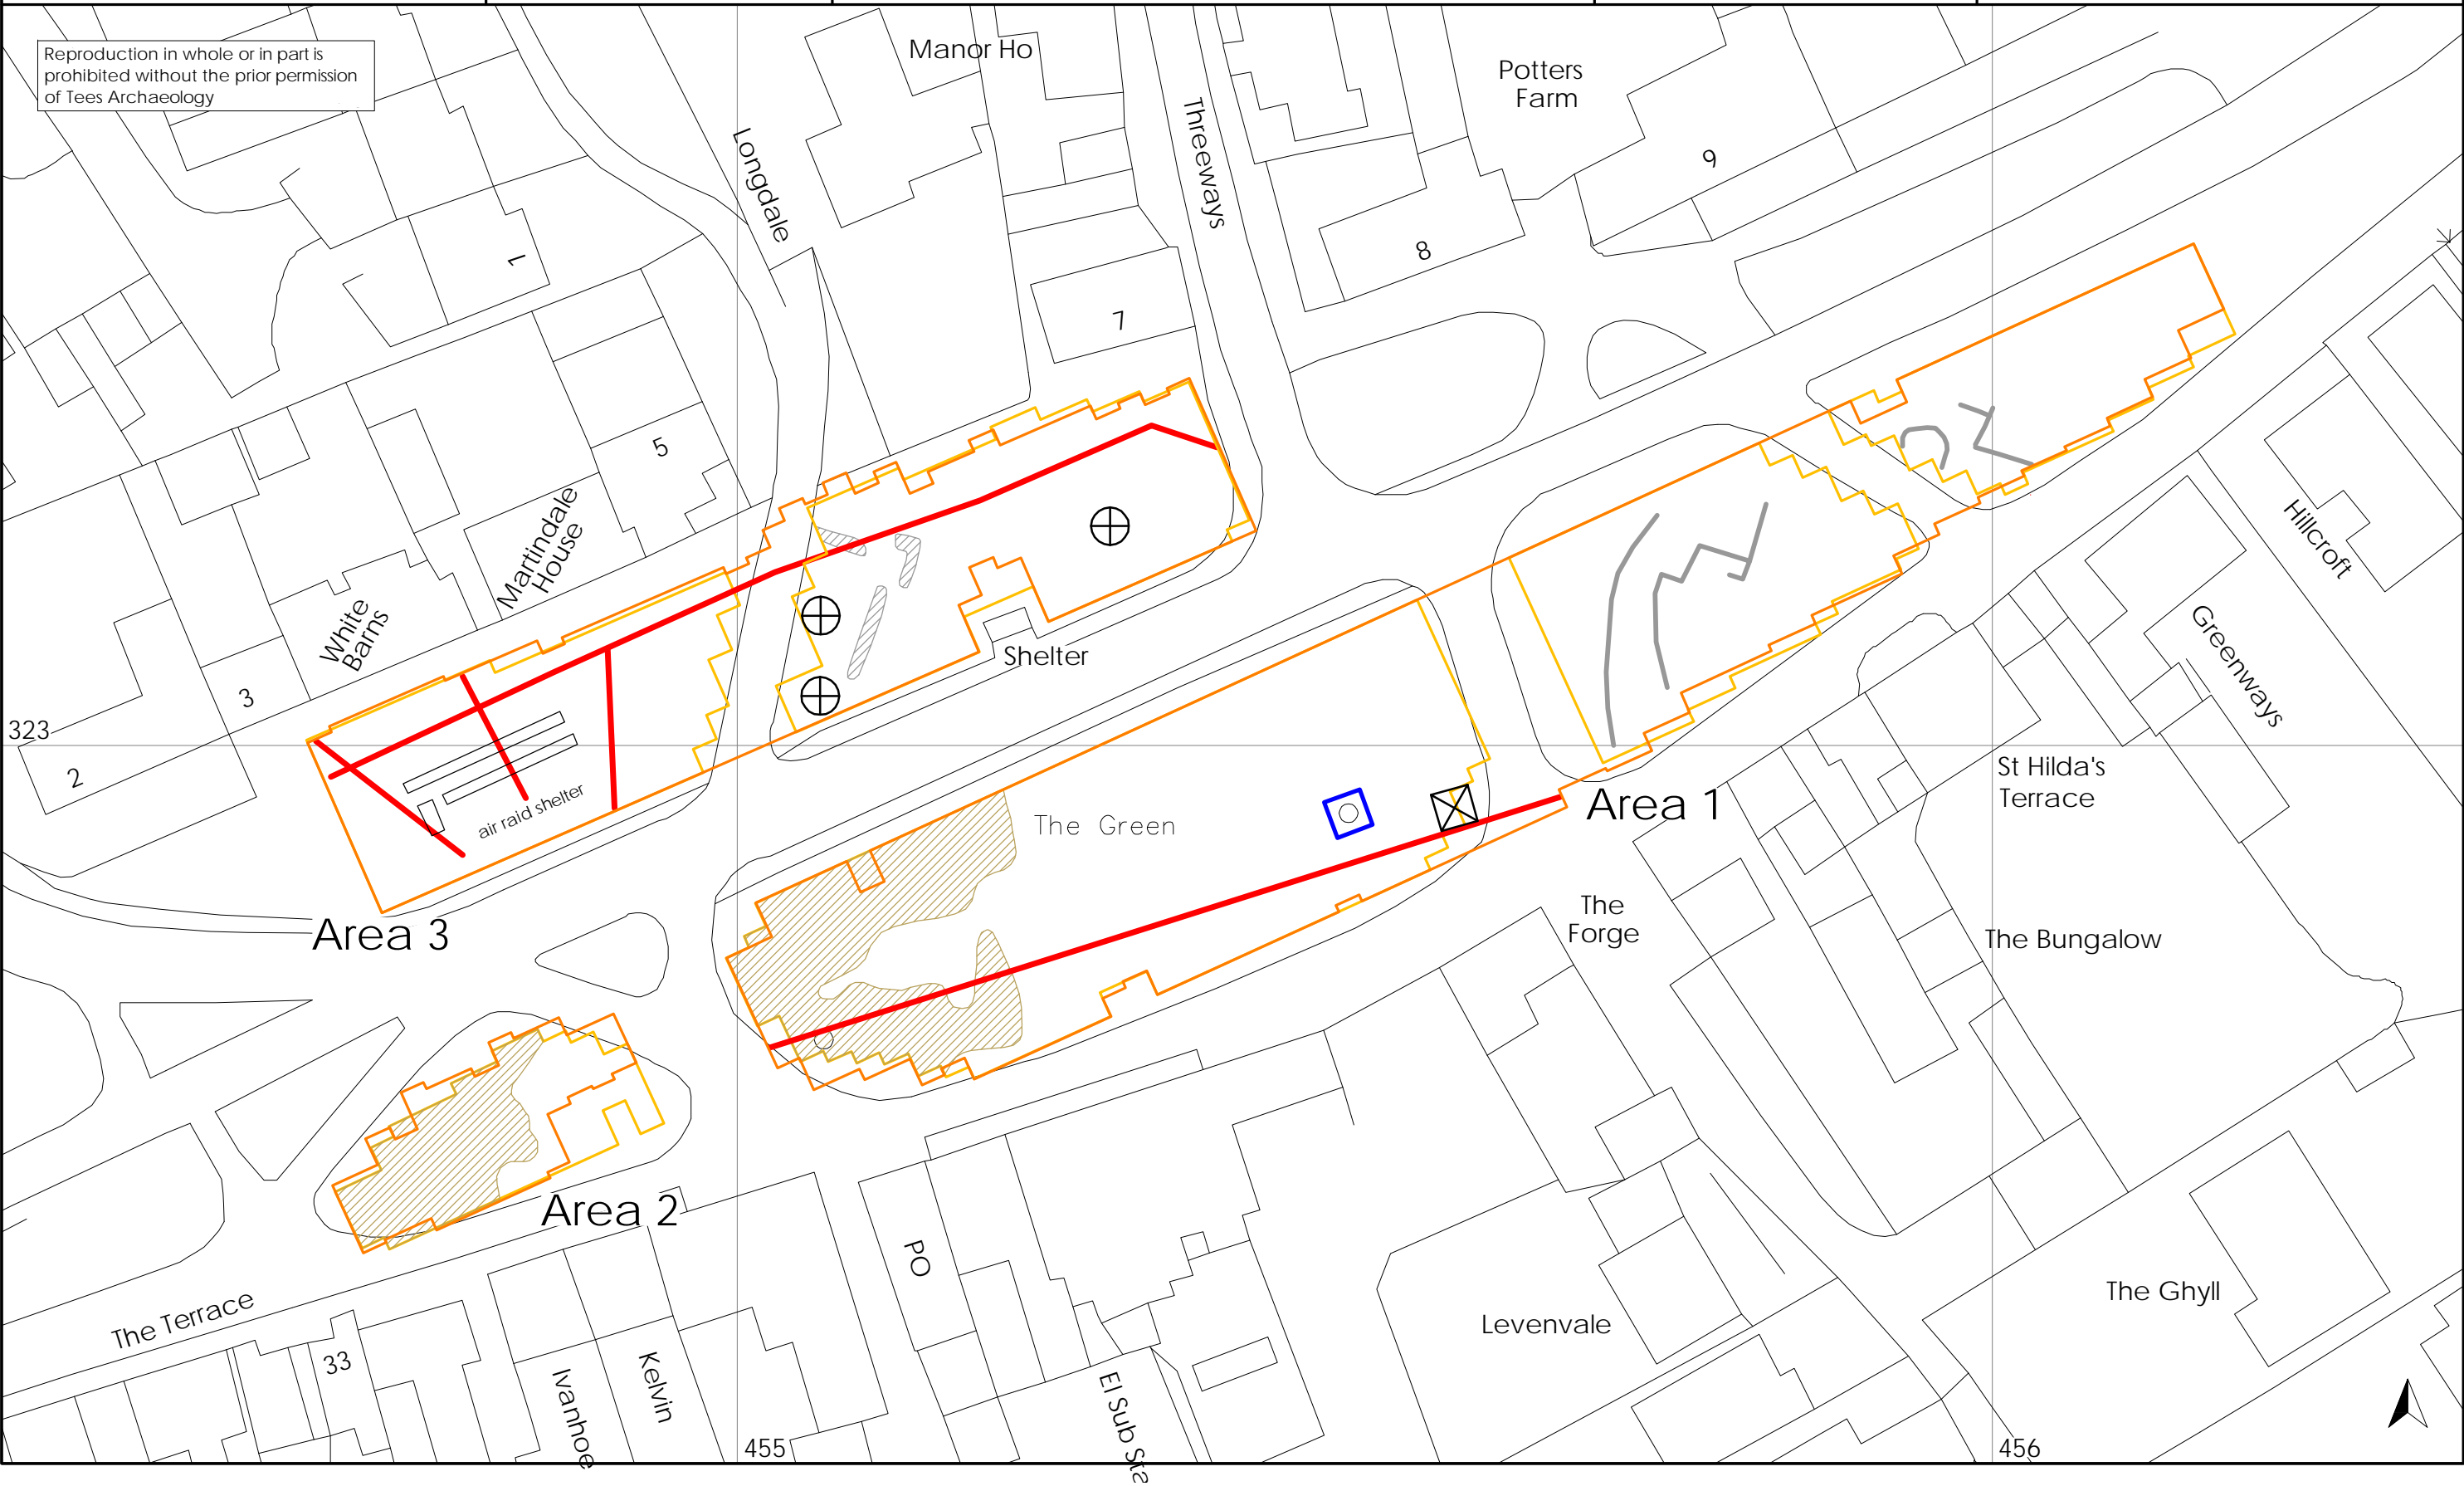 Reproduction in whole or in part is
prohibited without the prior permission
of Tees Archaeology
Manor Ho
Potters
Farm
Threeways
Longdale
9
8
1
7
5
Martindale
House
White
Barns
3
2
323
Shelter
air raid shelter
Hillcroft
Greenways
St Hilda's
Terrace
Area 1
The Green
The
Forge
The Bungalow
Area 3
Area 2
PO
The Terrace
33
Ivanhoe
Kelvin
El Sub Sta
Levenvale
The Ghyll
455
456